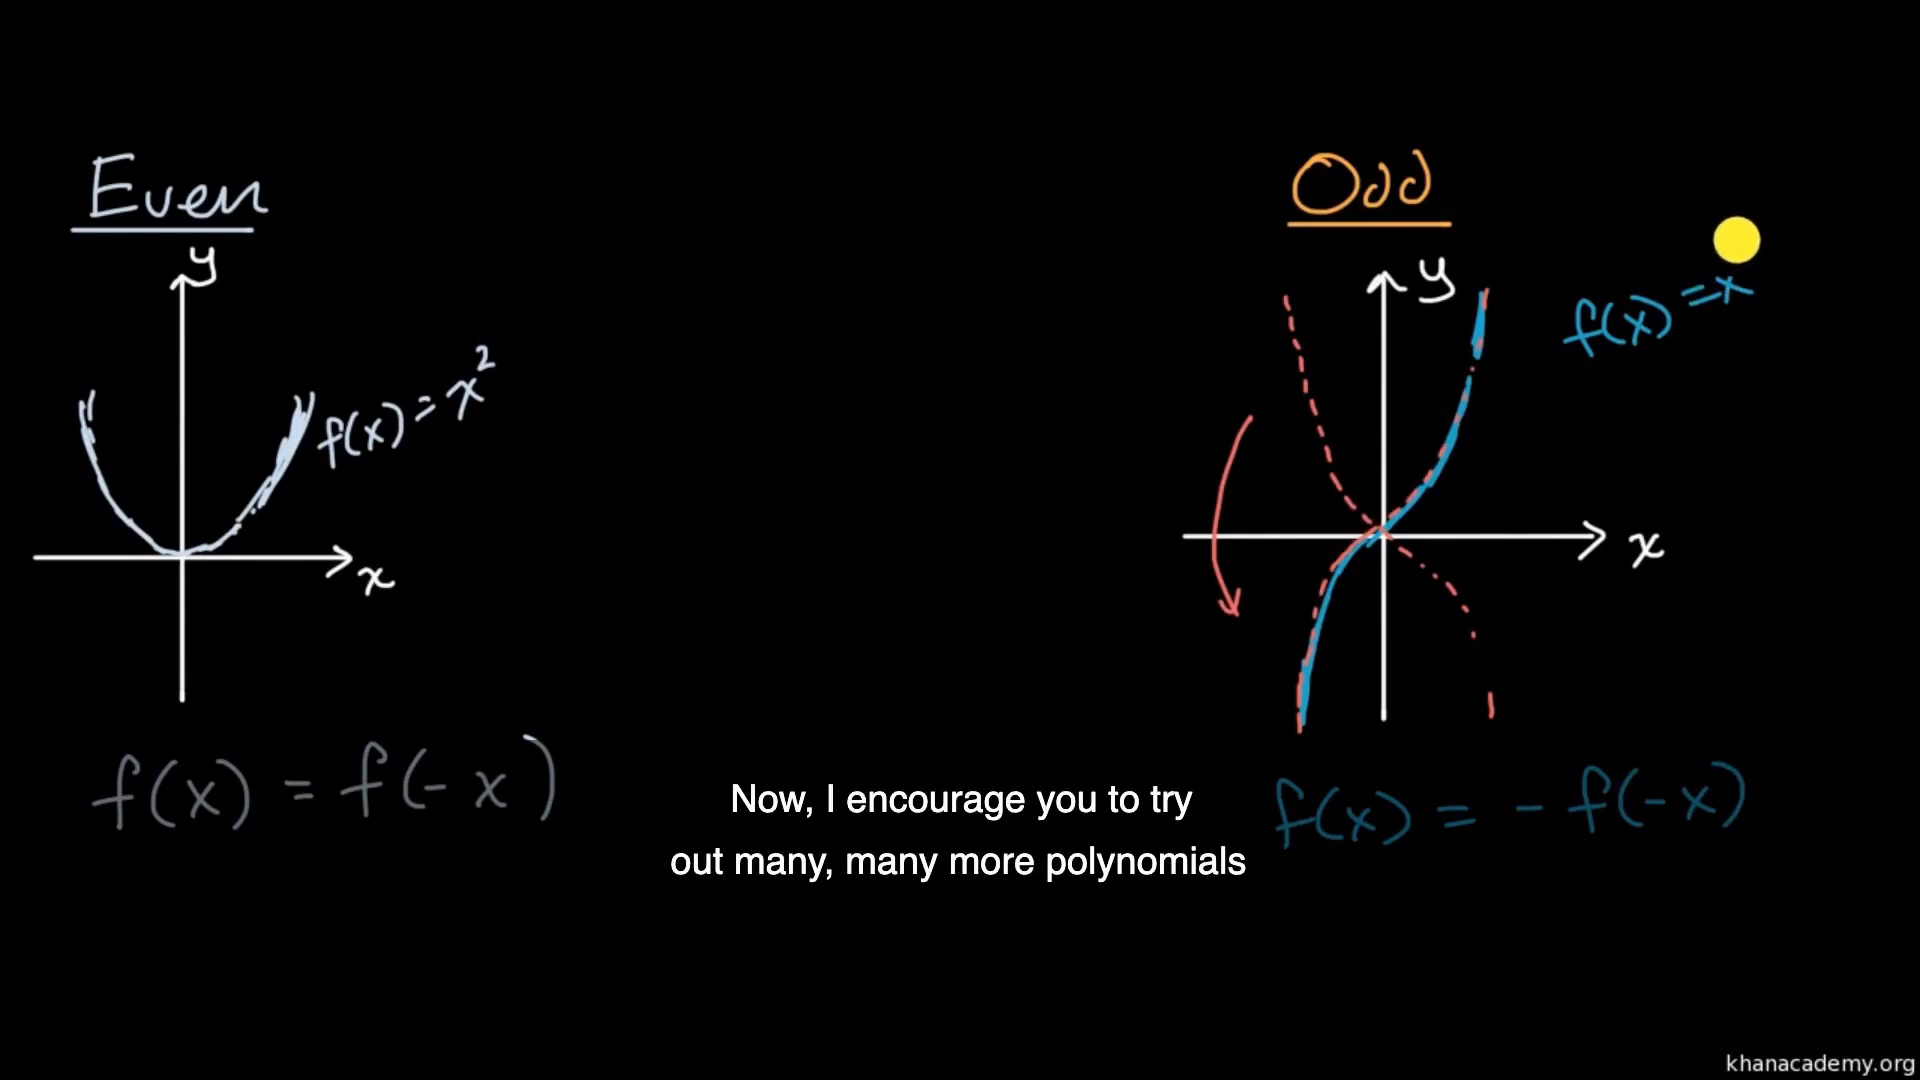 Even
y
f(x) = x²
x
f(x) = f(-x)
Odd
y
f(x) = x
x
f(x) = - f(-x)
Now, I encourage you to try
out many, many more polynomials
khanacademy.org